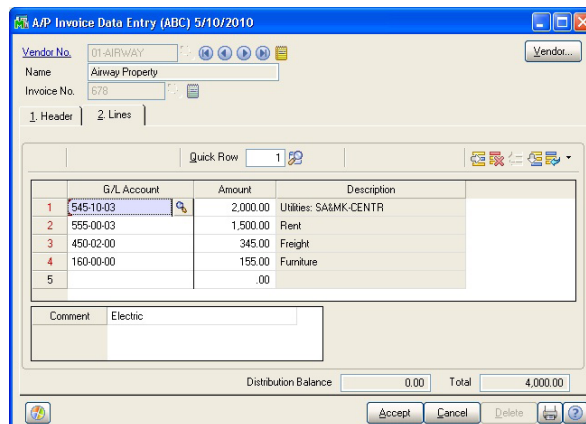 A/P Invoice Data Entry (ABC) 5/10/2010
Vendor No. 01-AIRWAY Vendor...
Name Airway Property
Invoice No. 678
1. Header 2. Lines
Quick Row 1
G/L Account Amount Description
1 545-10-03 2,000.00 Utilities: SA&MK-CENTR
2 555-00-03 1,500.00 Rent
3 450-02-00 345.00 Freight
4 160-00-00 155.00 Furniture
5 .00
Comment Electric
Distribution Balance 0.00 Total 4,000.00
Accept Cancel Delete